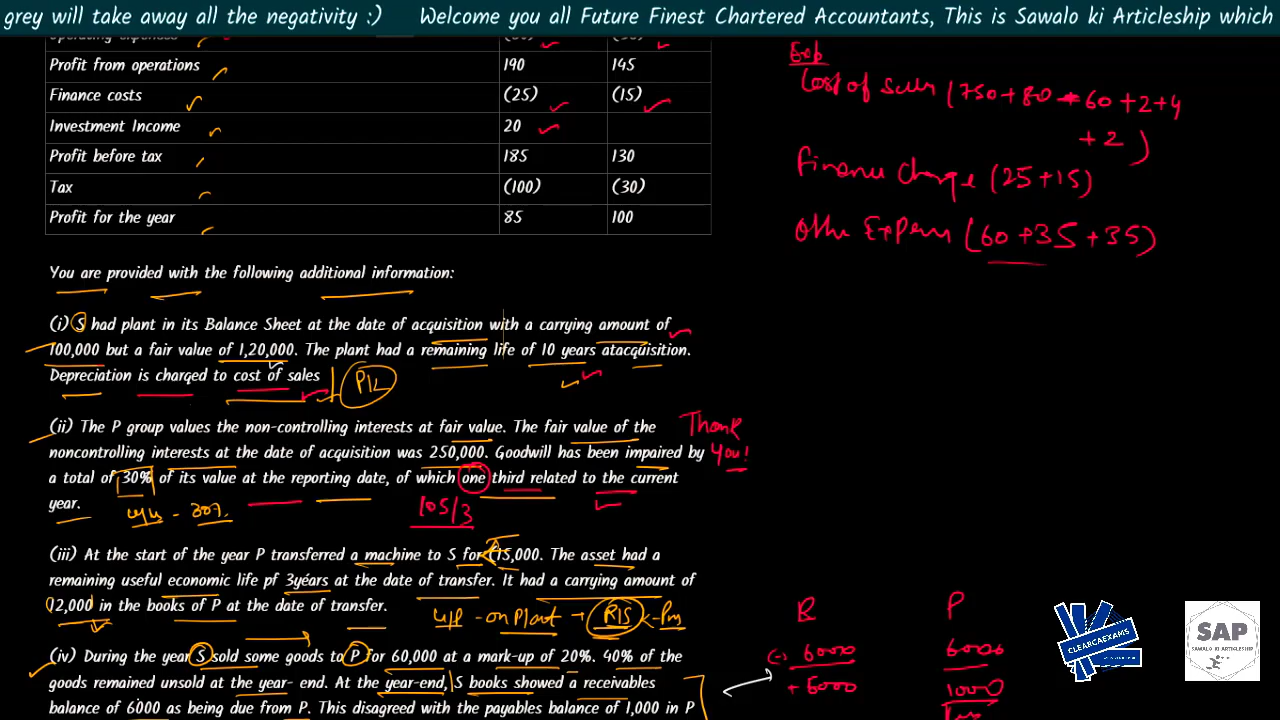 grey will take away all the negativity :) Welcome you all Future Finest Chartered Accountants, This is Sawalo ki Articleship which
Operating expenses (60) (35)
Profit from operations 190 145
Finance costs (25) (15)
Investment Income 20
Profit before tax 185 130
Tax (100) (30)
Profit for the year 85 100
Cost of Sales (750+80-60+2+4
+2)
Finance Charge (25+15)
Other Expens (60+35+35)
You are provided with the following additional information:
(i) S had plant in its Balance Sheet at the date of acquisition with a carrying amount of
100,000 but a fair value of 1,20,000. The plant had a remaining life of 10 years atacquisition.
Depreciation is charged to cost of sales
P/L
(ii) The P group values the non-controlling interests at fair value. The fair value of the
noncontrolling interests at the date of acquisition was 250,000. Goodwill has been impaired by
a total of 30% of its value at the reporting date, of which one third related to the current
year.
Thank
you!
30%
105/3
(iii) At the start of the year P transferred a machine to S for 15,000. The asset had a
remaining useful economic life pf 3years at the date of transfer. It had a carrying amount of
12,000 in the books of P at the date of transfer.
U/P - on Plant → R/S
(iv) During the year S sold some goods to P for 60,000 at a mark-up of 20%. 40% of the
goods remained unsold at the year- end. At the year-end, S books showed a receivables
balance of 6000 as being due from P. This disagreed with the payables balance of 1,000 in P
R P
(-) 6000 6000
+ 5000 1000
CLEARCAEXAMS
SAP
SAWALO KI ARTICLESHIP